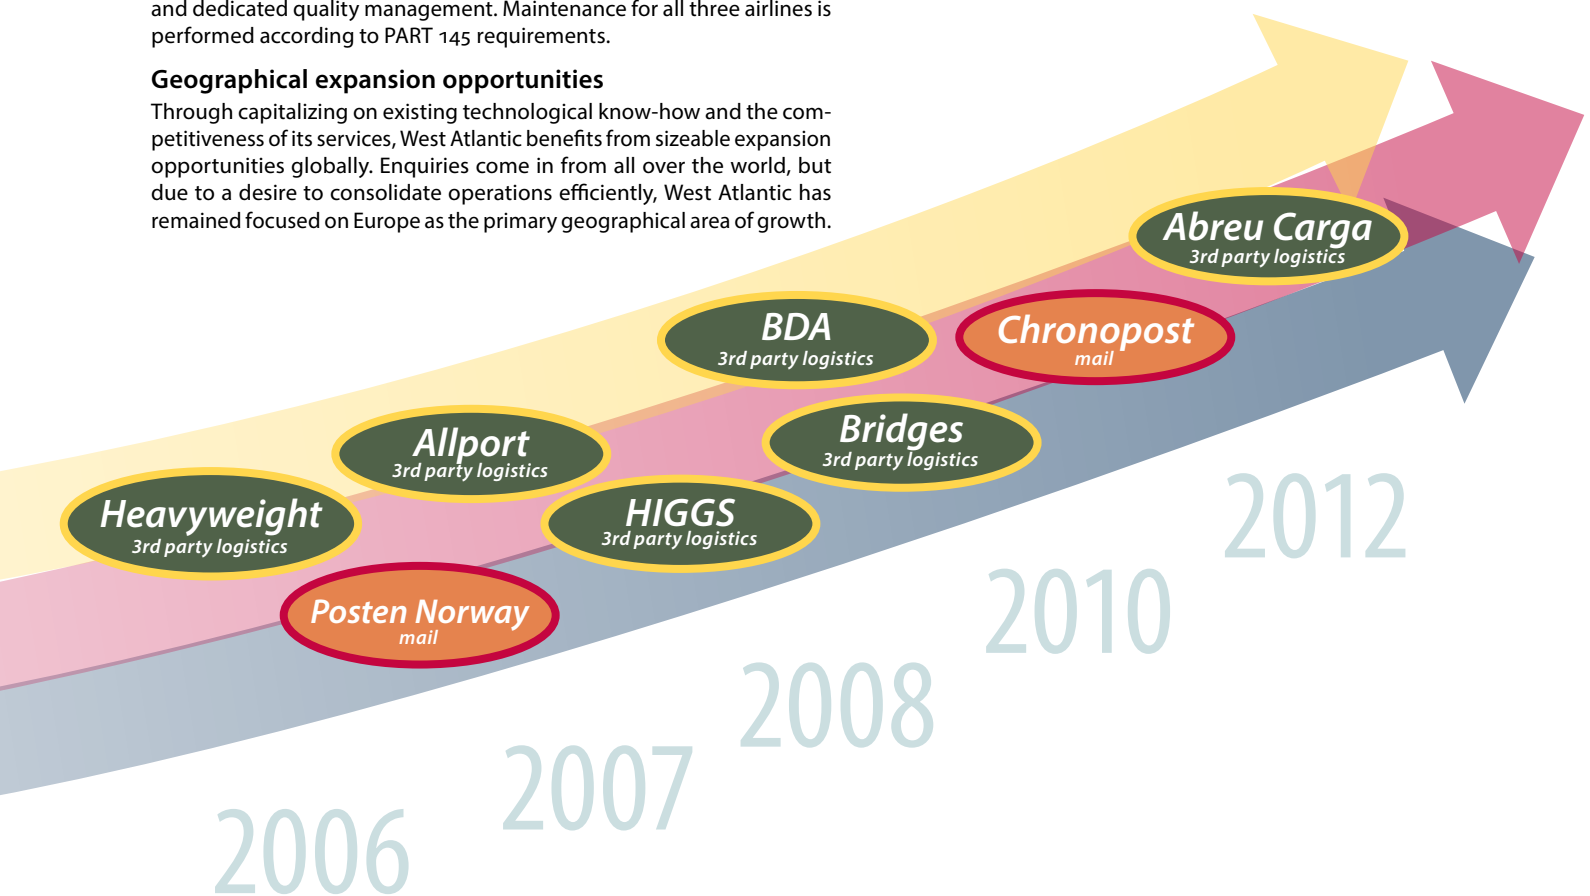 and dedicated quality management. Maintenance for all three airlines is
performed according to PART 145 requirements.
Geographical expansion opportunities
Through capitalizing on existing technological know-how and the com-
petitiveness of its services, West Atlantic benefits from sizeable expansion
opportunities globally. Enquiries come in from all over the world, but
due to a desire to consolidate operations efficiently, West Atlantic has
remained focused on Europe as the primary geographical area of growth.
Abreu Carga
3rd party logistics
BDA
3rd party logistics
Chronopost
mail
Allport
3rd party logistics
Bridges
3rd party logistics
Heavyweight
3rd party logistics
HIGGS
3rd party logistics
Posten Norway
mail
2012
2010
2008
2007
2006